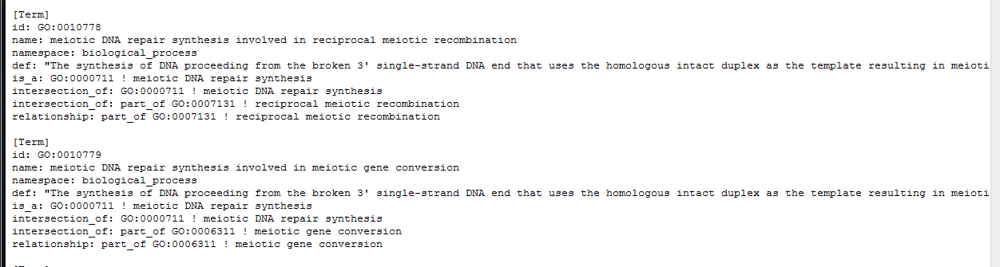 [Term]
id: GO:0010778
name: meiotic DNA repair synthesis involved in reciprocal meiotic recombination
namespace: biological_process
def: "The synthesis of DNA proceeding from the broken 3' single-strand DNA end that uses the homologous intact duplex as the template resulting in meioti
is_a: GO:0000711 ! meiotic DNA repair synthesis
intersection_of: GO:0000711 ! meiotic DNA repair synthesis
intersection_of: part_of GO:0007131 ! reciprocal meiotic recombination
relationship: part_of GO:0007131 ! reciprocal meiotic recombination
[Term]
id: GO:0010779
name: meiotic DNA repair synthesis involved in meiotic gene conversion
namespace: biological_process
def: "The synthesis of DNA proceeding from the broken 3' single-strand DNA end that uses the homologous intact duplex as the template resulting in meioti
is_a: GO:0000711 ! meiotic DNA repair synthesis
intersection_of: GO:0000711 ! meiotic DNA repair synthesis
intersection_of: part_of GO:0006311 ! meiotic gene conversion
relationship: part_of GO:0006311 ! meiotic gene conversion